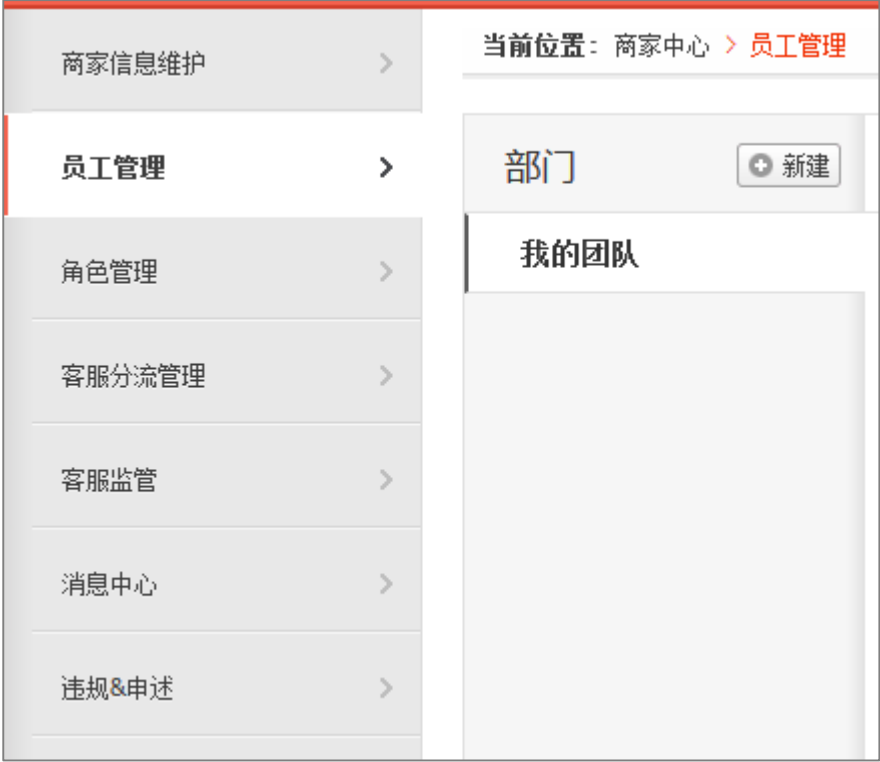 商家信息维护
员工管理
角色管理
客服分流管理
客服监管
消息中心
违规&申述
当前位置：商家中心 > 员工管理
部门
新建
我的团队